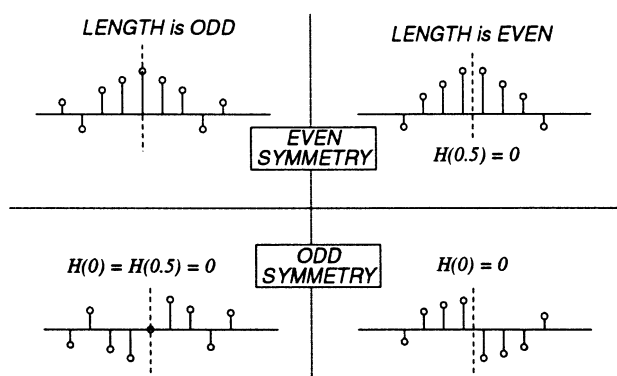 LENGTH is ODD
LENGTH is EVEN
EVEN
SYMMETRY
H(0.5) = 0
ODD
SYMMETRY
H(0) = H(0.5) = 0
H(0) = 0